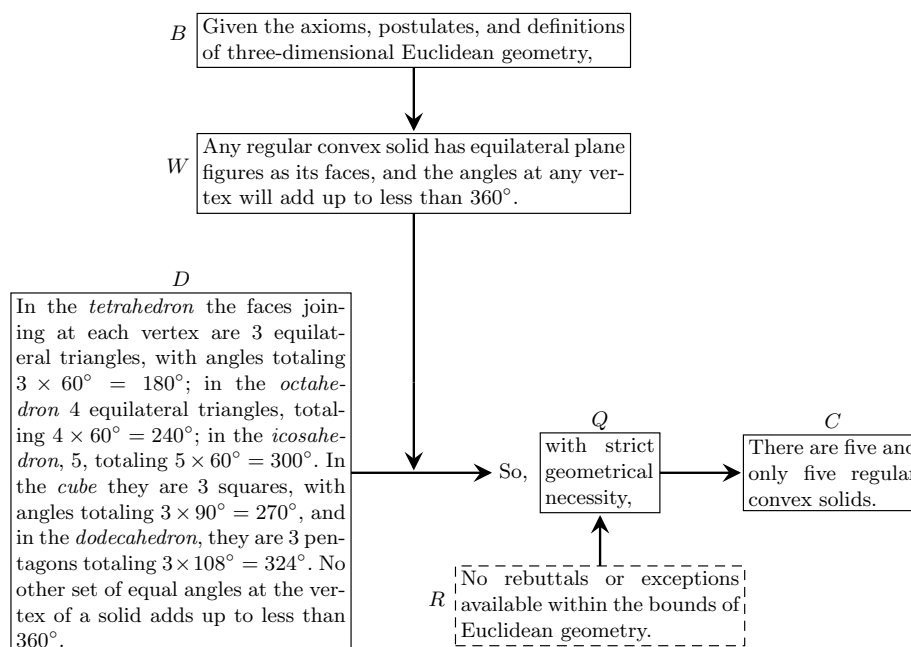 B
Given the axioms, postulates, and definitions
of three-dimensional Euclidean geometry,
W
Any regular convex solid has equilateral plane
figures as its faces, and the angles at any ver-
tex will add up to less than 360°.
D
In the tetrahedron the faces join-
ing at each vertex are 3 equilat-
eral triangles, with angles totaling
3 × 60° = 180°; in the octahe-
dron 4 equilateral triangles, total-
ing 4 × 60° = 240°; in the icosahe-
dron, 5, totaling 5 × 60° = 300°. In
the cube they are 3 squares, with
angles totaling 3 × 90° = 270°, and
in the dodecahedron, they are 3 pen-
tagons totaling 3 × 108° = 324°. No
other set of equal angles at the ver-
tex of a solid adds up to less than
360°.
So,
Q
with strict
geometrical
necessity,
C
There are five and
only five regular
convex solids.
R
No rebuttals or exceptions
available within the bounds of
Euclidean geometry.